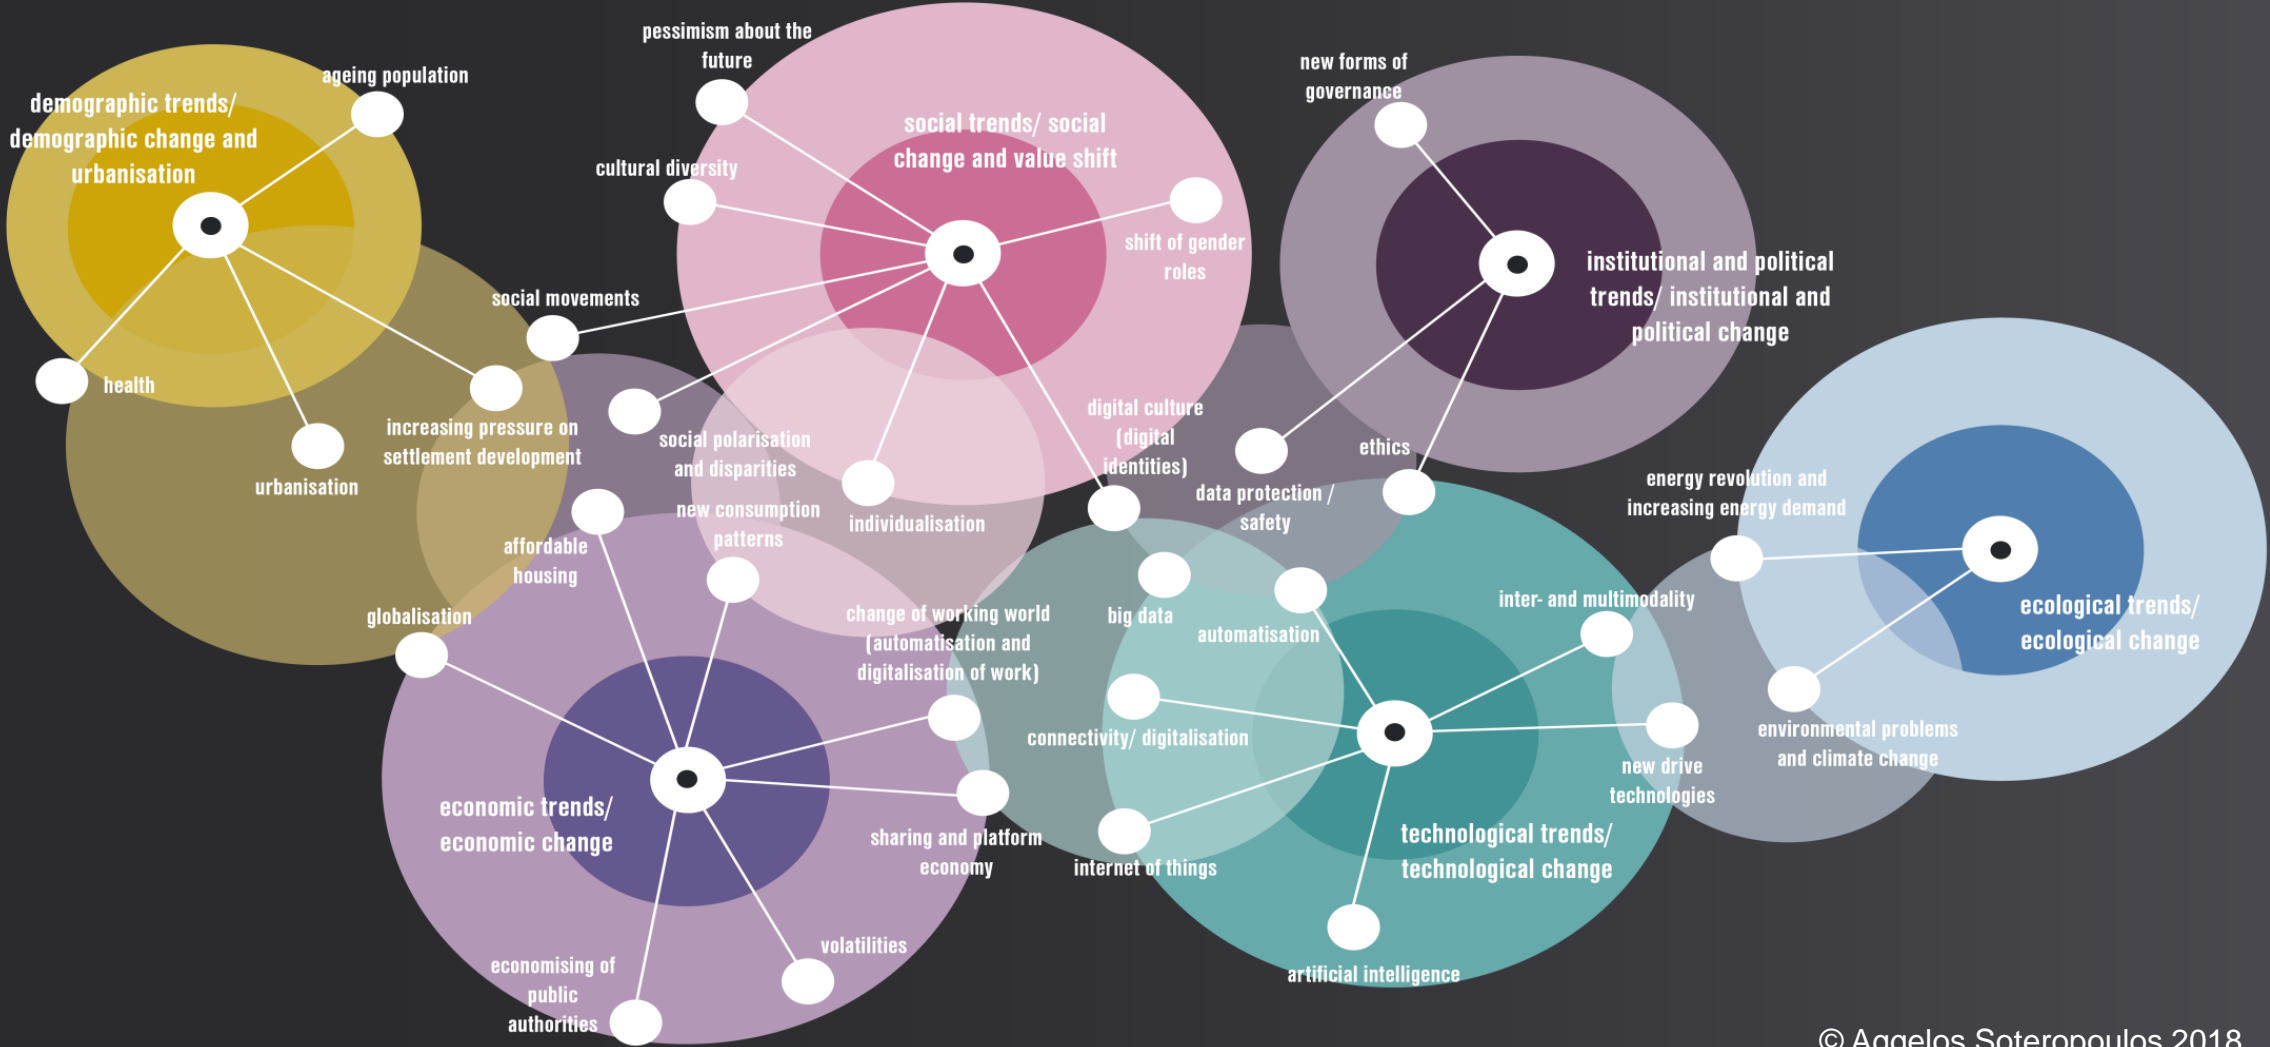 pessimism about the
future
ageing population
demographic trends/
demographic change and
urbanisation
new forms of
governance
social trends/ social
change and value shift
cultural diversity
shift of gender
roles
institutional and political
trends/ institutional and
political change
social movements
health
increasing pressure on
settlement development
urbanisation
social polarisation
and disparities
digital culture
(digital
identities)
ethics
data protection /
safety
energy revolution and
increasing energy demand
new consumption
patterns
individualisation
affordable
housing
globalisation
change of working world
(automatisation and
digitalisation of work)
big data
automatisation
inter- and multimodality
ecological trends/
ecological change
connectivity/ digitalisation
environmental problems
and climate change
new drive
technologies
economic trends/
economic change
sharing and platform
economy
internet of things
technological trends/
technological change
volatilities
economising of
public
authorities
artificial intelligence
© Aggelos Soteropoulos 2018